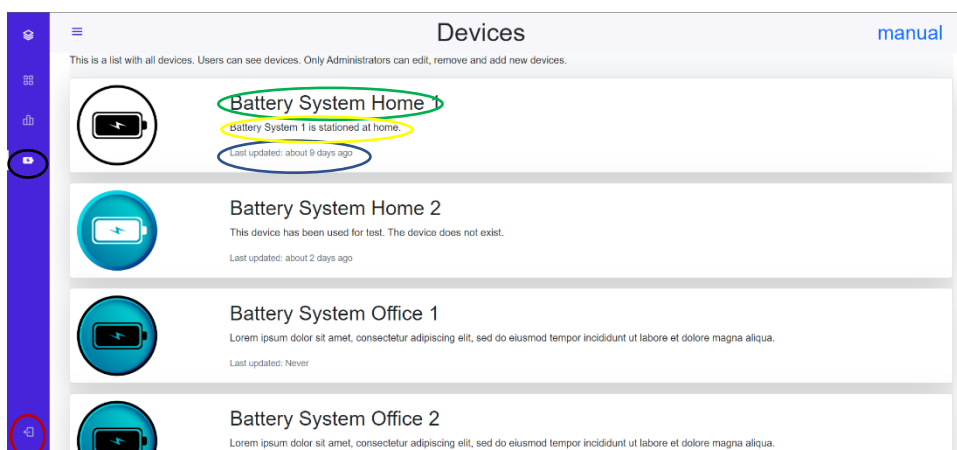 Devices
manual
This is a list with all devices. Users can see devices. Only Administrators can edit, remove and add new devices.
Battery System Home 1
Battery System 1 is stationed at home.
Last updated: about 9 days ago
Battery System Home 2
This device has been used for test. The device does not exist.
Last updated: about 2 days ago
Battery System Office 1
Lorem ipsum dolor sit amet, consectetur adipiscing elit, sed do eiusmod tempor incididunt ut labore et dolore magna aliqua.
Last updated: Never
Battery System Office 2
Lorem ipsum dolor sit amet, consectetur adipiscing elit, sed do eiusmod tempor incididunt ut labore et dolore magna aliqua.